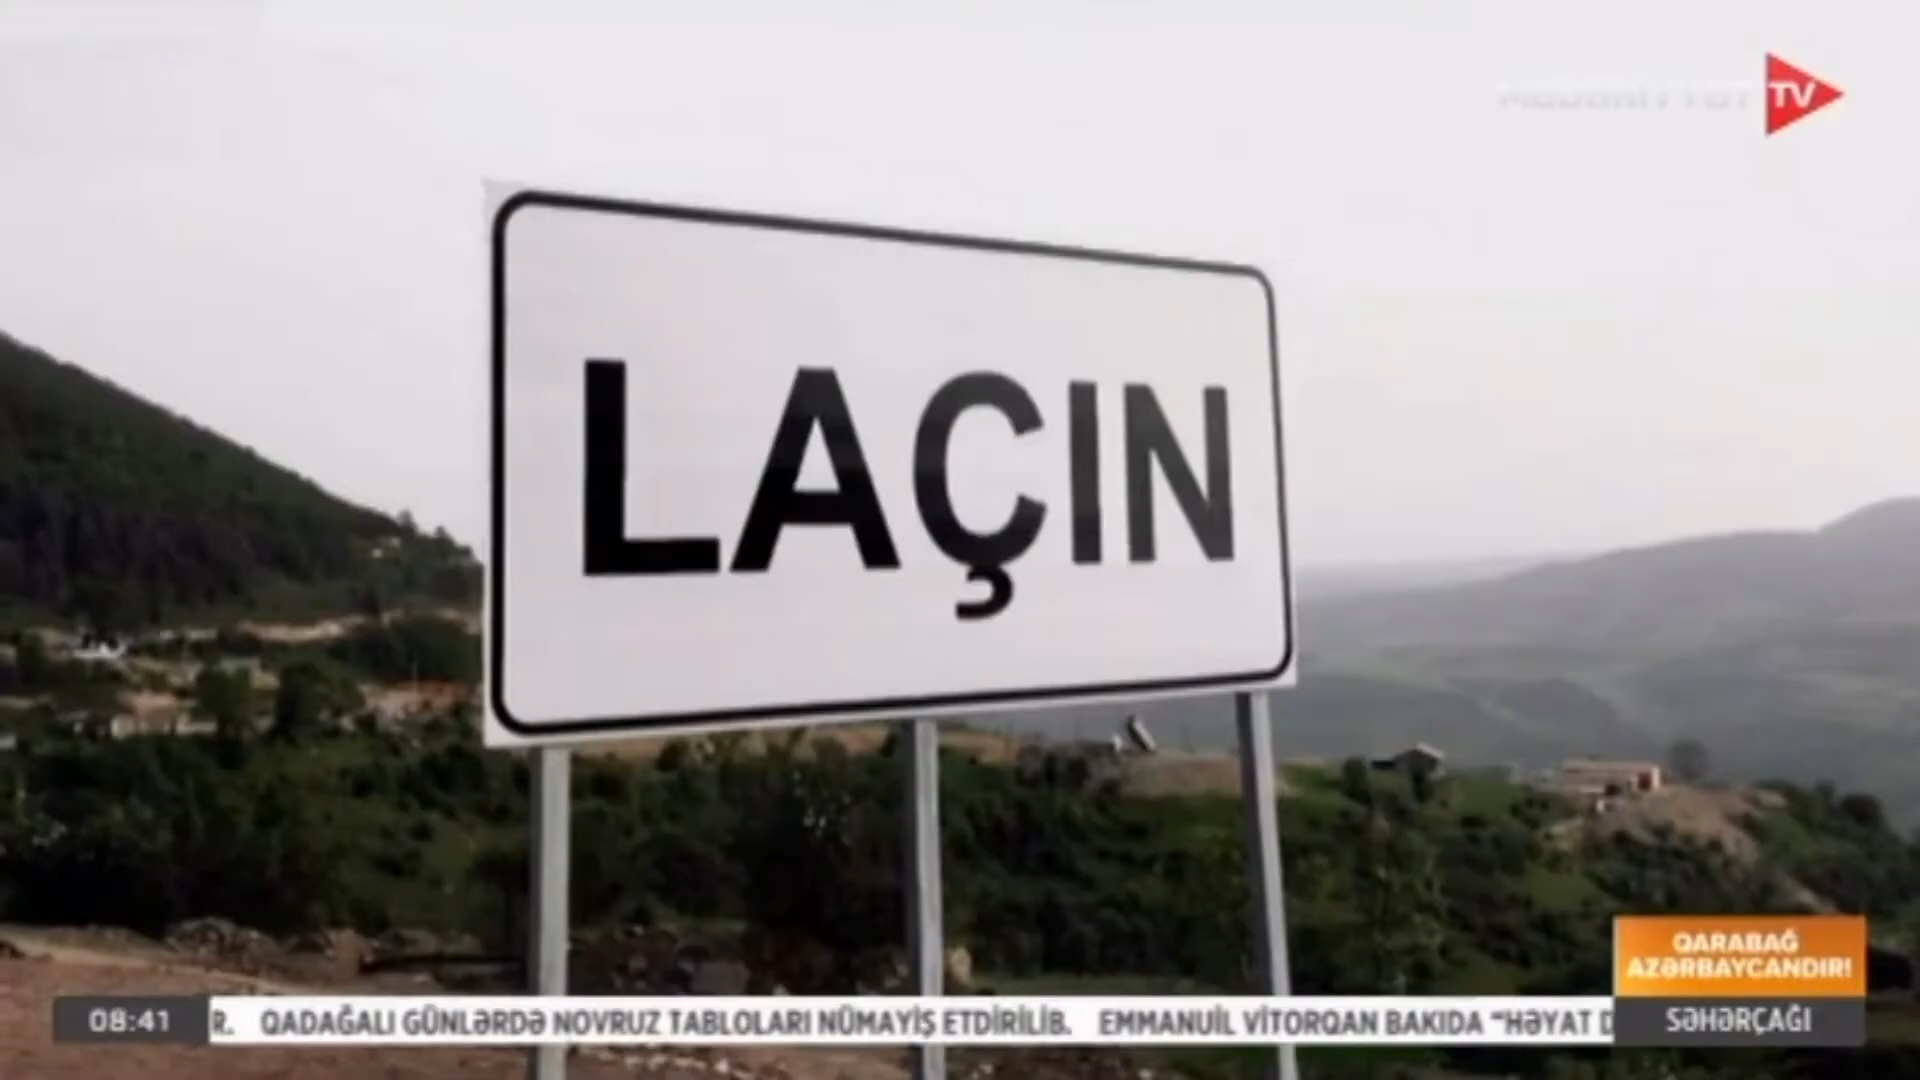 TV
LAÇIN
QARABAĞ
AZƏRBAYCANDIR!
08:41
R. QADAĞALI GÜNLƏRDƏ NOVRUZ TABLOLARI NÜMAYİŞ ETDİRİLİB. EMMANUİL VİTORQAN BAKIDA “HƏYAT D
SƏHƏRÇAĞI